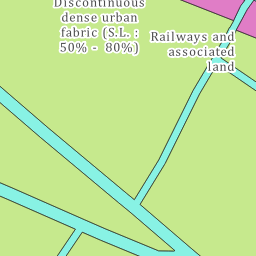 Discontinuous
dense urban
fabric (S.L. :
50% - 80%)
Railways and
associated
land